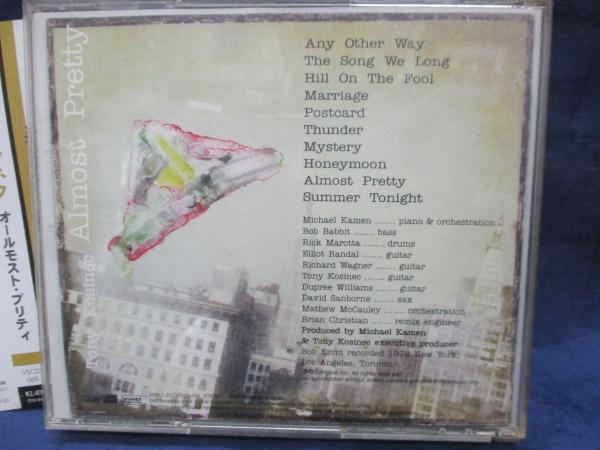 Any Other Way
The Song We Long
Hill On The Fool
Marriage
Postcard
Thunder
Mystery
Honeymoon
Almost Pretty
Summer Tonight
Michael Kamen ....... piano & orchestration
Bob Babbit ....... bass
Rick Marotta ....... drums
Elliot Randal ....... guitar
Richard Wagner ....... guitar
Tony Kosinec ....... guitar
Dupree Williams ....... guitar
David Sanborne ....... sax
Mathew McCauley ....... orchestration
Brian Christian ....... remix engineer
Produced by Michael Kamen
& Tony Kosinec executive producer
Bob Ezrin recorded 1978 New York,
Los Angeles, Toronto
Tony Kosinec Almost Pretty
オールモスト・プリティ
VSCD